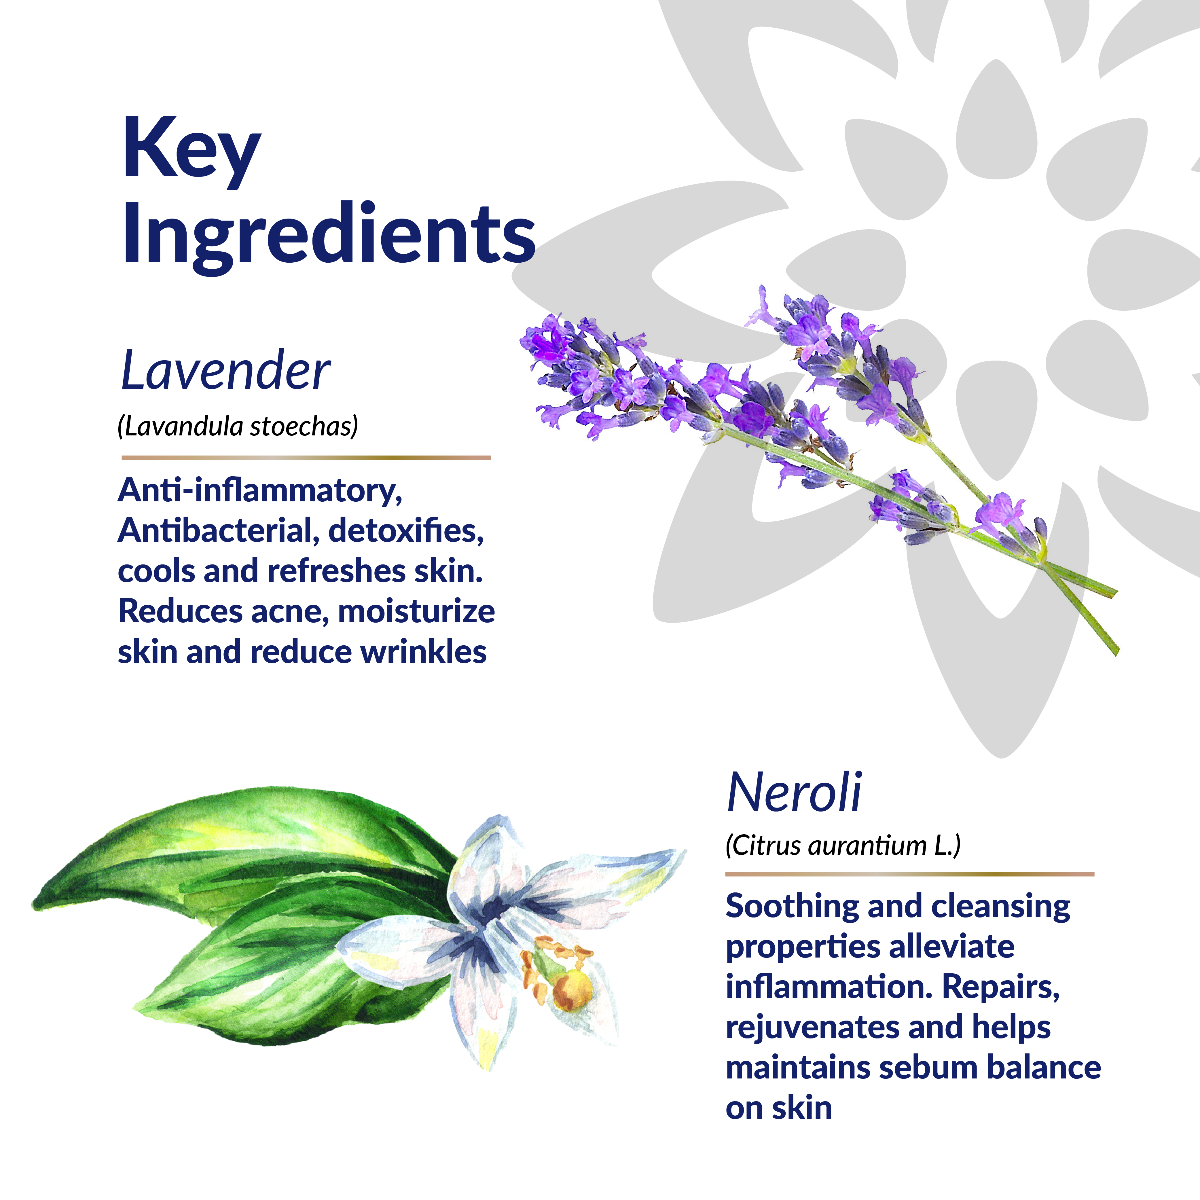 Key
Ingredients
Lavender
(Lavandula stoechas)
Anti-inflammatory,
Antibacterial, detoxifies,
cools and refreshes skin.
Reduces acne, moisturize
skin and reduce wrinkles
Neroli
(Citrus aurantium L.)
Soothing and cleansing
properties alleviate
inflammation. Repairs,
rejuvenates and helps
maintains sebum balance
on skin